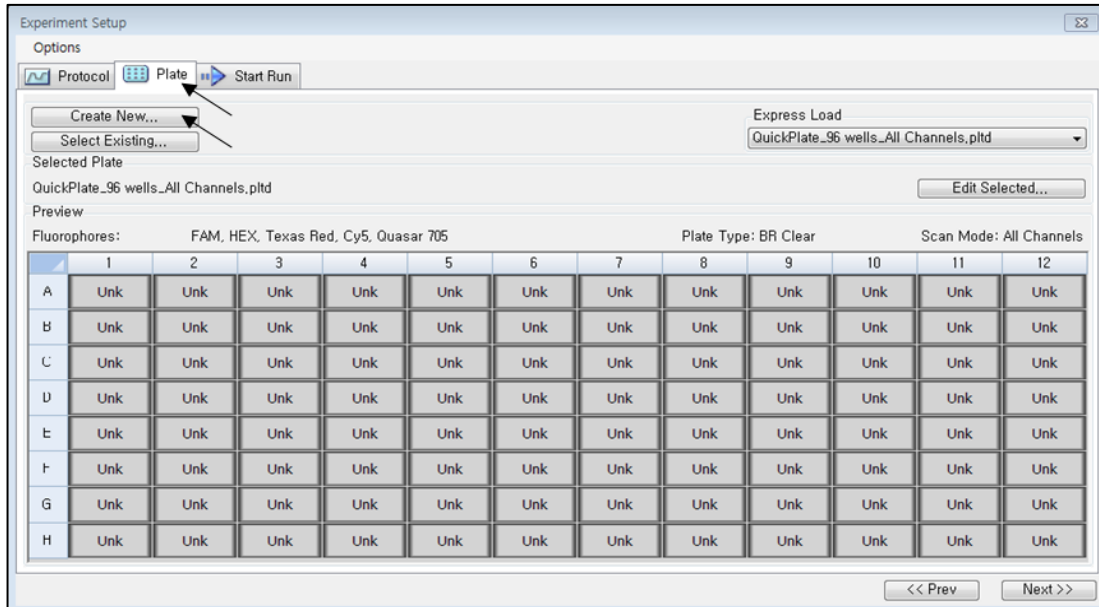 Experiment Setup
Options
Protocol Plate Start Run
Create New...
Express Load
Select Existing...
QuickPlate_96 wells_All Channels.pltd
Selected Plate
QuickPlate_96 wells_All Channels.pltd
Edit Selected...
Preview
Fluorophores: FAM, HEX, Texas Red, Cy5, Quasar 705 Plate Type: BR Clear Scan Mode: All Channels
1 2 3 4 5 6 7 8 9 10 11 12
A Unk Unk Unk Unk Unk Unk Unk Unk Unk Unk Unk Unk
B Unk Unk Unk Unk Unk Unk Unk Unk Unk Unk Unk Unk
C Unk Unk Unk Unk Unk Unk Unk Unk Unk Unk Unk Unk
D Unk Unk Unk Unk Unk Unk Unk Unk Unk Unk Unk Unk
E Unk Unk Unk Unk Unk Unk Unk Unk Unk Unk Unk Unk
F Unk Unk Unk Unk Unk Unk Unk Unk Unk Unk Unk Unk
G Unk Unk Unk Unk Unk Unk Unk Unk Unk Unk Unk Unk
H Unk Unk Unk Unk Unk Unk Unk Unk Unk Unk Unk Unk
<< Prev Next >>